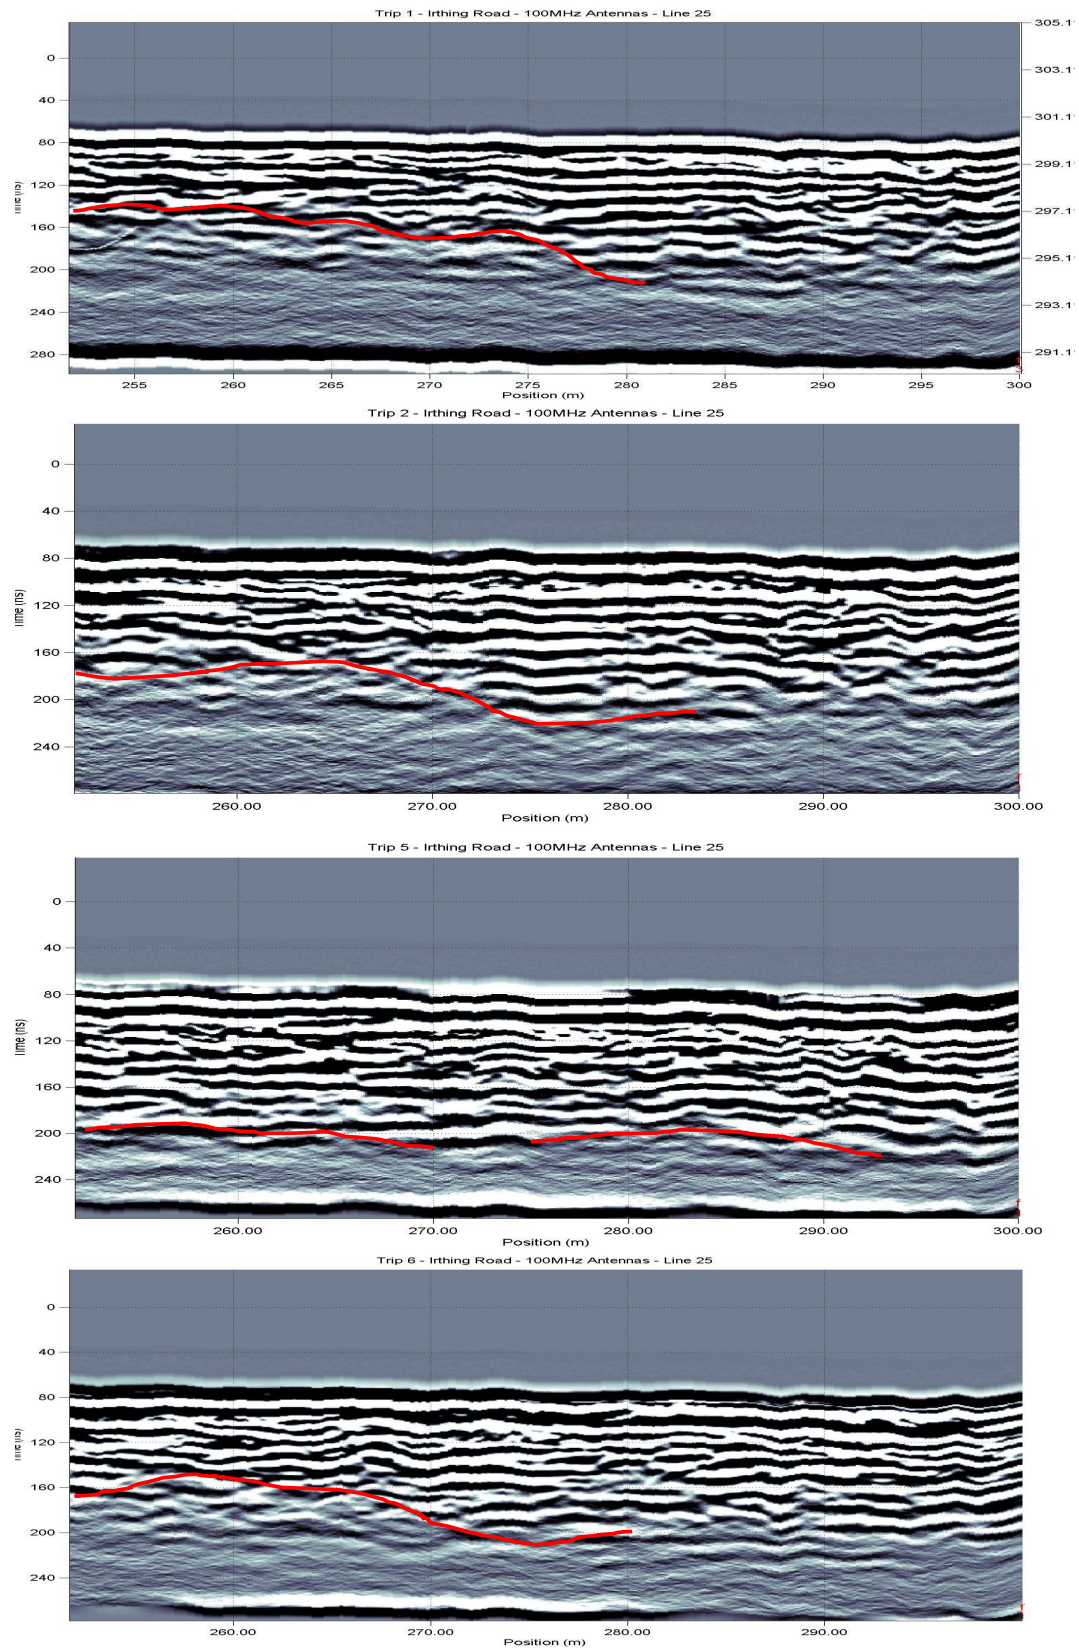 Trip 1 - Irthing Road - 100MHz Antennas - Line 25
305.1
0
303.1
40
301.1
80
299.1
120
297.1
160
295.1
200
293.1
240
291.1
280
255 260 265 270 275 280 285 290 295 300
Position (m)
Trip 2 - Irthing Road - 100MHz Antennas - Line 25
0
40
80
120
Time (ns)
160
200
240
260.00 270.00 280.00 290.00 300.00
Position (m)
Trip 5 - Irthing Road - 100MHz Antennas - Line 25
0
40
80
120
Time (ns)
160
200
240
260.00 270.00 280.00 290.00 300.00
Position (m)
Trip 6 - Irthing Road - 100MHz Antennas - Line 25
0
40
80
120
160
200
240
260.00 270.00 280.00 290.00
Position (m)